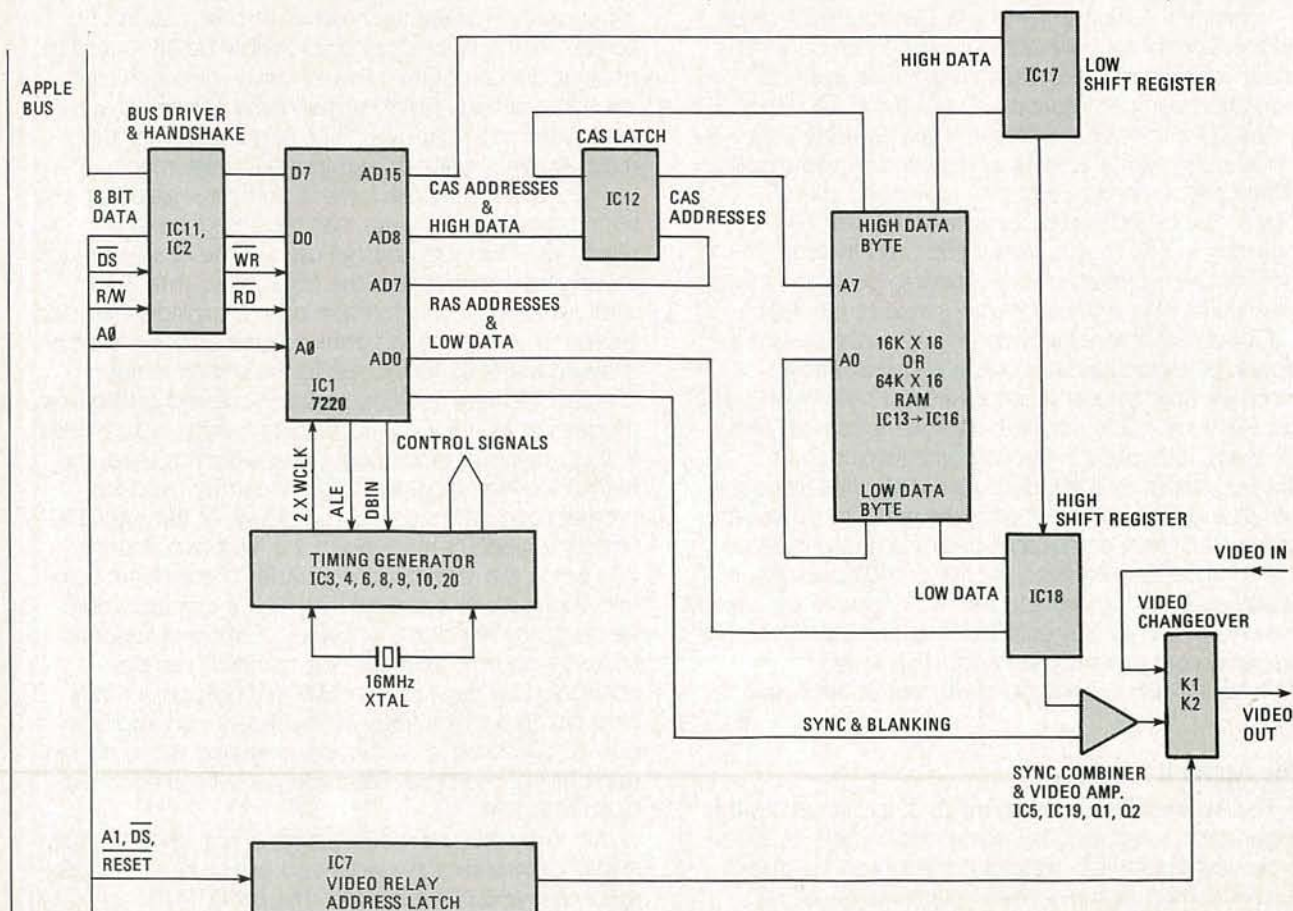 APPLE
BUS
BUS DRIVER
& HANDSHAKE
8 BIT
DATA
IC11,
IC2
D̅S̅
R̅/̅W̅
A0
W̅R̅
R̅D̅
D7
D0
A0
IC1
7220
AD15
AD8
AD7
AD0
CAS ADDRESSES
&
HIGH DATA
RAS ADDRESSES
&
LOW DATA
CAS LATCH
IC12
CAS
ADDRESSES
HIGH DATA
IC17
LOW
SHIFT REGISTER
HIGH DATA
BYTE
A7
A0
16K X 16
OR
64K X 16
RAM
IC13→IC16
LOW DATA
BYTE
2 X WCLK
ALE
DBIN
CONTROL SIGNALS
TIMING GENERATOR
IC3, 4, 6, 8, 9, 10, 20
16MHz
XTAL
HIGH
SHIFT REGISTER
LOW DATA
IC18
VIDEO IN
VIDEO
CHANGEOVER
K1
K2
VIDEO
OUT
SYNC & BLANKING
SYNC COMBINER
& VIDEO AMP.
IC5, IC19, Q1, Q2
A1, D̅S̅,
R̅E̅S̅E̅T̅
IC7
VIDEO RELAY
ADDRESS LATCH